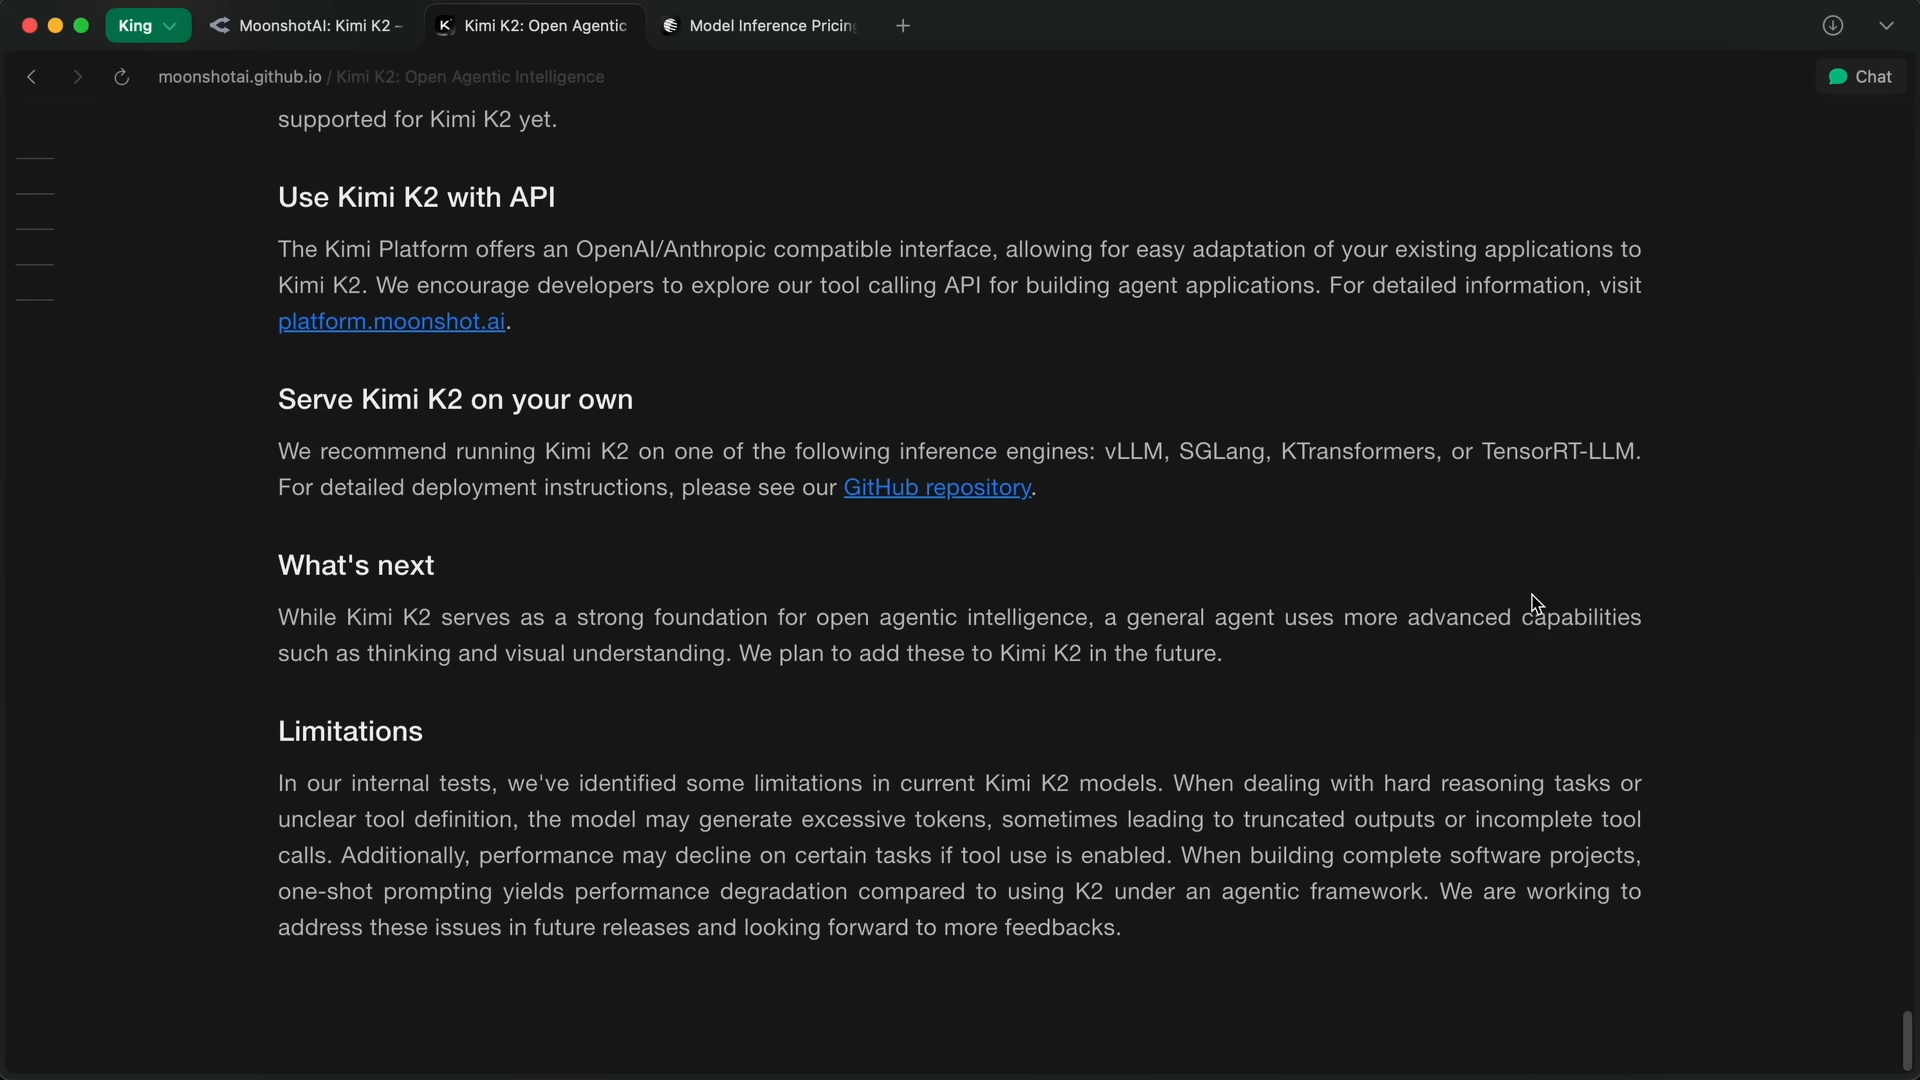 King
MoonshotAI: Kimi K2 –
Kimi K2: Open Agentic
Model Inference Pricing
moonshotai.github.io / Kimi K2: Open Agentic Intelligence
Chat
supported for Kimi K2 yet.
Use Kimi K2 with API
The Kimi Platform offers an OpenAI/Anthropic compatible interface, allowing for easy adaptation of your existing applications to
Kimi K2. We encourage developers to explore our tool calling API for building agent applications. For detailed information, visit
platform.moonshot.ai.
Serve Kimi K2 on your own
We recommend running Kimi K2 on one of the following inference engines: vLLM, SGLang, KTransformers, or TensorRT-LLM.
For detailed deployment instructions, please see our GitHub repository.
What's next
While Kimi K2 serves as a strong foundation for open agentic intelligence, a general agent uses more advanced capabilities
such as thinking and visual understanding. We plan to add these to Kimi K2 in the future.
Limitations
In our internal tests, we've identified some limitations in current Kimi K2 models. When dealing with hard reasoning tasks or
unclear tool definition, the model may generate excessive tokens, sometimes leading to truncated outputs or incomplete tool
calls. Additionally, performance may decline on certain tasks if tool use is enabled. When building complete software projects,
one-shot prompting yields performance degradation compared to using K2 under an agentic framework. We are working to
address these issues in future releases and looking forward to more feedbacks.